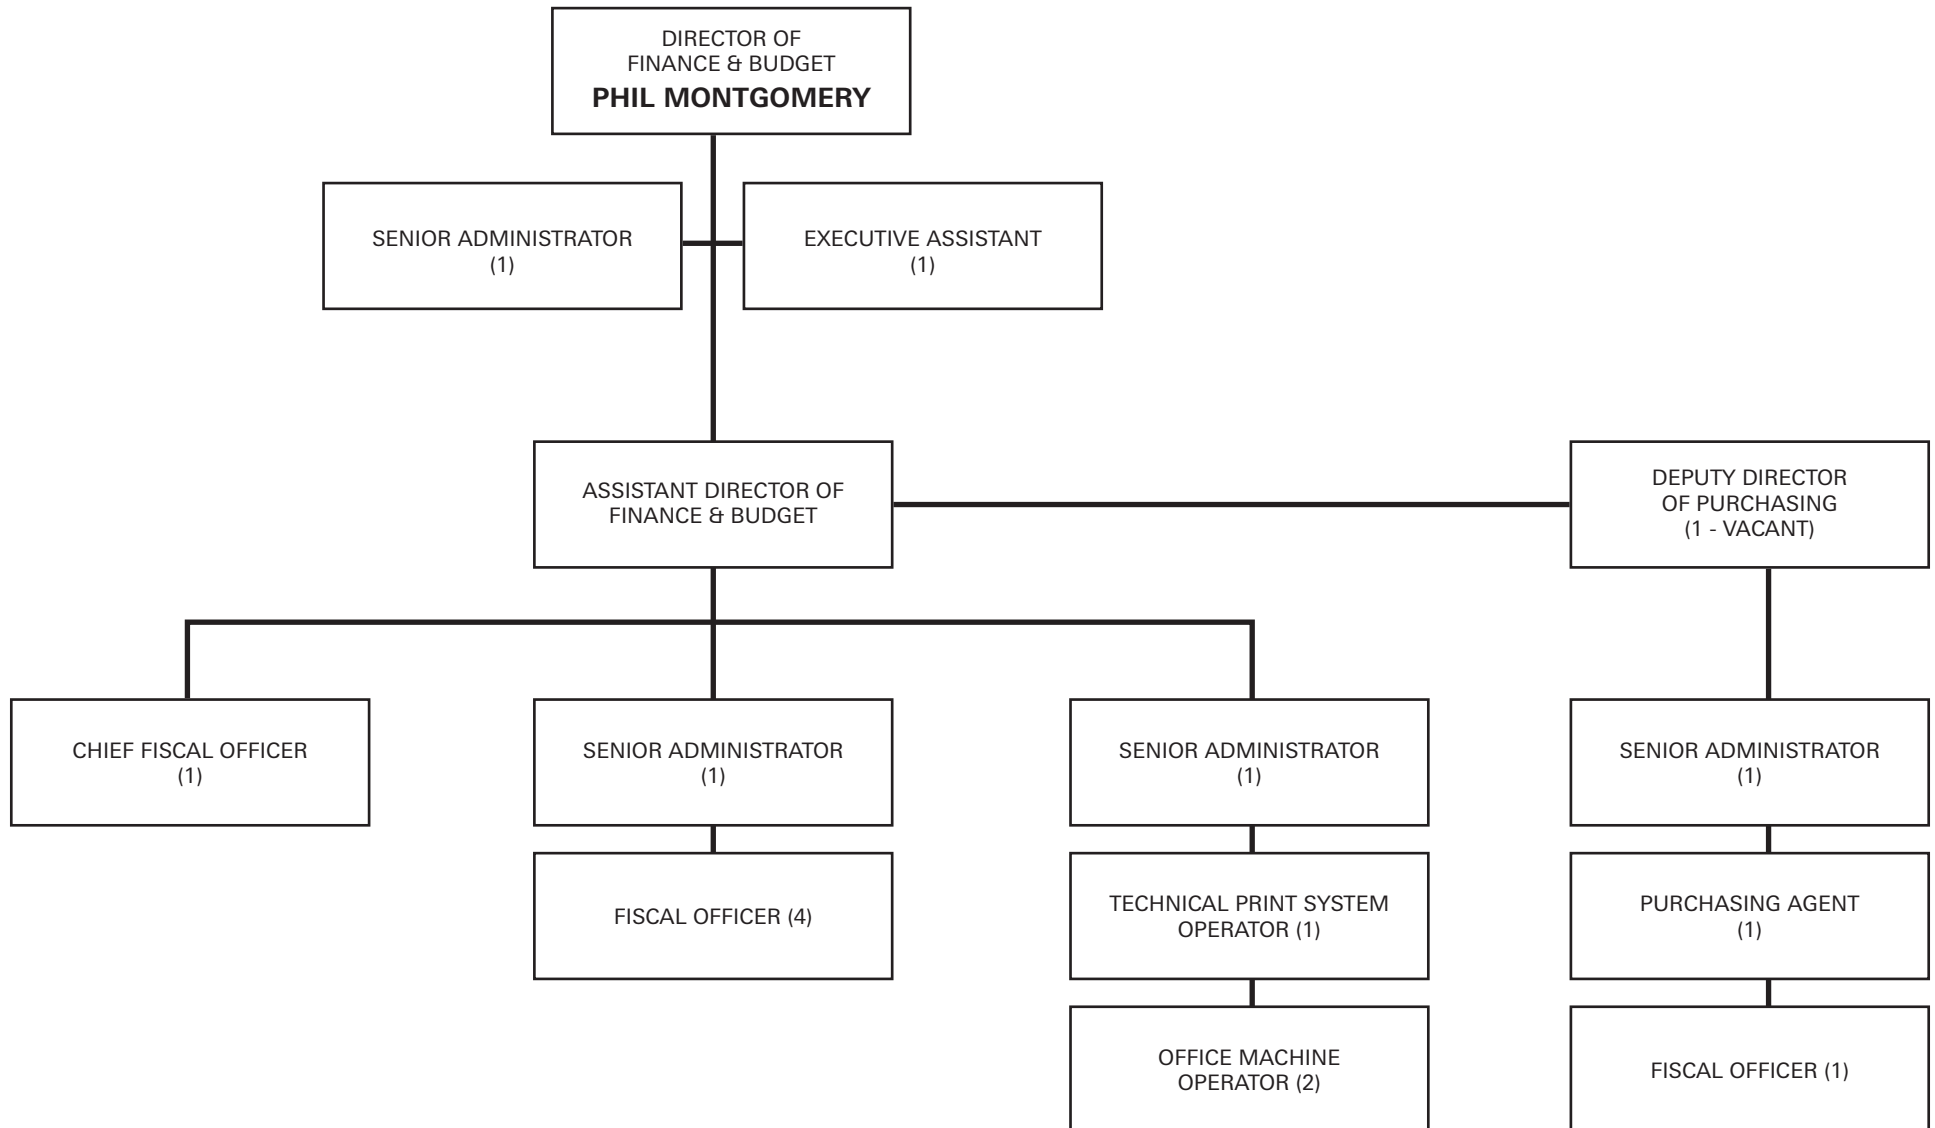 DIRECTOR OF
FINANCE & BUDGET
PHIL MONTGOMERY
SENIOR ADMINISTRATOR
(1)
EXECUTIVE ASSISTANT
(1)
ASSISTANT DIRECTOR OF
FINANCE & BUDGET
DEPUTY DIRECTOR
OF PURCHASING
(1 - VACANT)
CHIEF FISCAL OFFICER
(1)
SENIOR ADMINISTRATOR
(1)
SENIOR ADMINISTRATOR
(1)
SENIOR ADMINISTRATOR
(1)
FISCAL OFFICER (4)
TECHNICAL PRINT SYSTEM
OPERATOR (1)
PURCHASING AGENT
(1)
OFFICE MACHINE
OPERATOR (2)
FISCAL OFFICER (1)